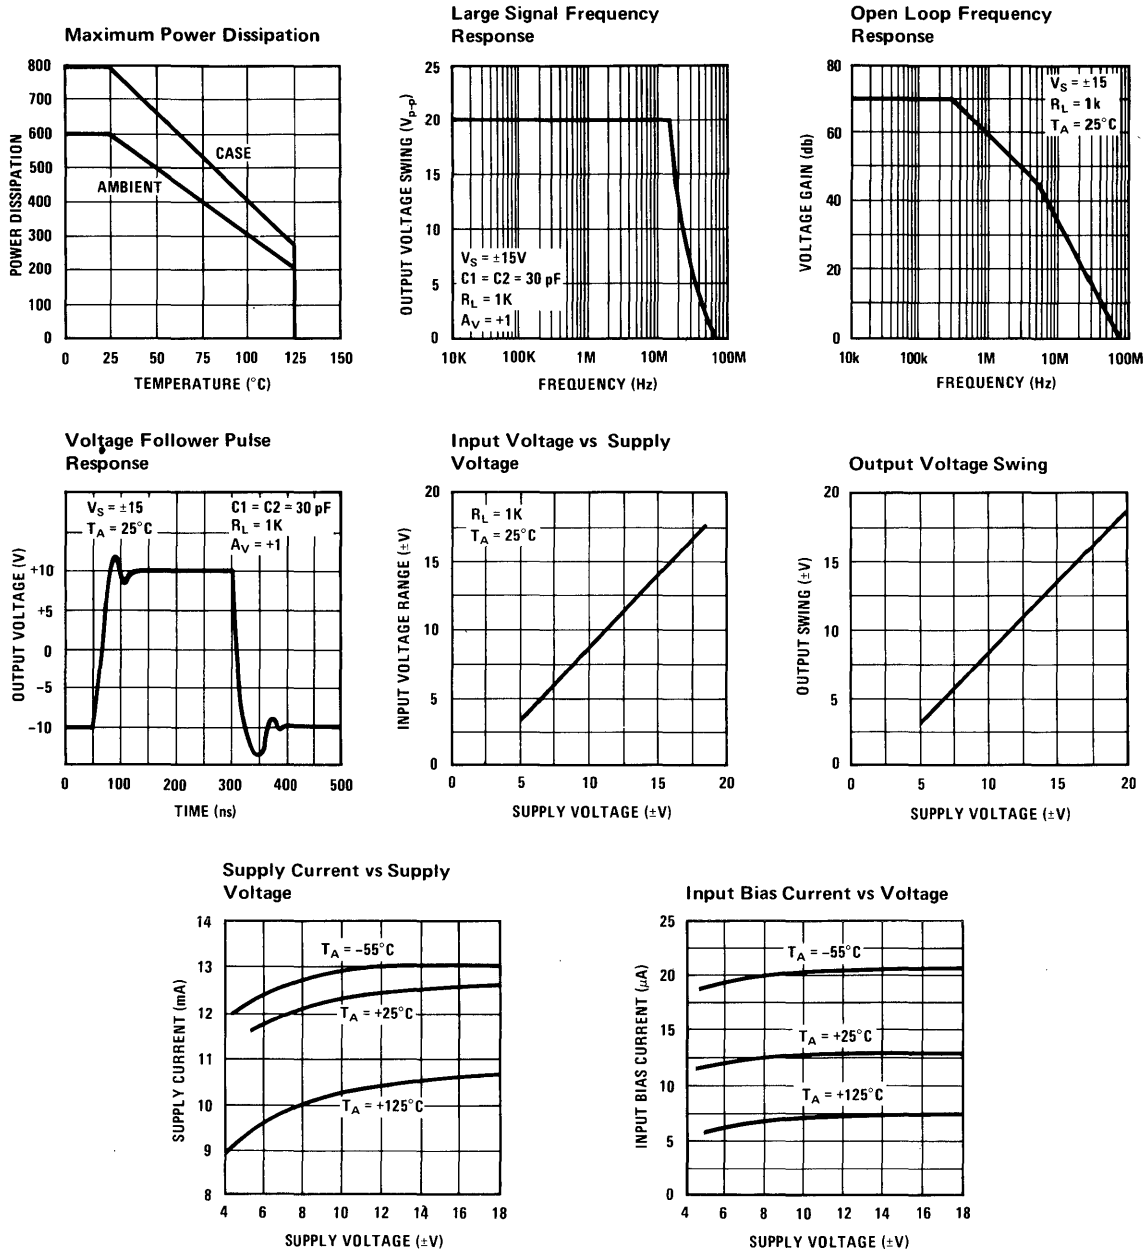 Maximum Power Dissipation
800
700
600
500
400
300
200
100
0
POWER DISSIPATION
CASE
AMBIENT
0 25 50 75 100 125 150
TEMPERATURE (°C)
Large Signal Frequency
Response
25
20
15
10
5
0
OUTPUT VOLTAGE SWING (Vp-p)
VS = ±15V
C1 = C2 = 30 pF
RL = 1K
AV = +1
10K 100K 1M 10M 100M
FREQUENCY (Hz)
Open Loop Frequency
Response
80
60
40
20
0
VOLTAGE GAIN (db)
VS = ±15
RL = 1k
TA = 25°C
10k 100k 1M 10M 100M
FREQUENCY (Hz)
Voltage Follower Pulse
Response
VS = ±15
TA = 25°C
C1 = C2 = 30 pF
RL = 1K
AV = +1
+10
+5
0
-5
-10
OUTPUT VOLTAGE (V)
0 100 200 300 400 500
TIME (ns)
Input Voltage vs Supply
Voltage
20
15
10
5
0
INPUT VOLTAGE RANGE (±V)
RL = 1K
TA = 25°C
0 5 10 15 20
SUPPLY VOLTAGE (±V)
Output Voltage Swing
20
15
10
5
0
OUTPUT SWING (±V)
0 5 10 15 20
SUPPLY VOLTAGE (±V)
Supply Current vs Supply
Voltage
14
13
12
11
10
9
8
SUPPLY CURRENT (mA)
TA = -55°C
TA = +25°C
TA = +125°C
4 6 8 10 12 14 16 18
SUPPLY VOLTAGE (±V)
Input Bias Current vs Voltage
25
20
15
10
5
0
INPUT BIAS CURRENT (µA)
TA = -55°C
TA = +25°C
TA = +125°C
4 6 8 10 12 14 16 18
SUPPLY VOLTAGE (±V)